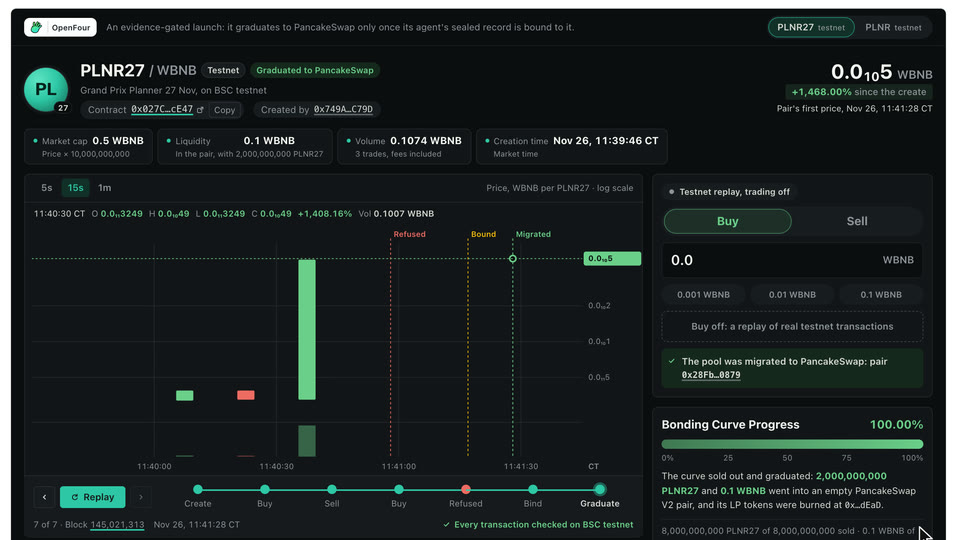 OpenFour
An evidence-gated launch: it graduates to PancakeSwap only once its agent's sealed record is bound to it.
PLNR27 testnet
PLNR testnet
PL
27
PLNR27 / WBNB Testnet Graduated to PancakeSwap
Grand Prix Planner 27 Nov, on BSC testnet
Contract 0x027C…cE47 Copy Created by 0x749A…C79D
0.0₁₀5 WBNB
+1,468.00% since the create
Pair's first price, Nov 26, 11:41:28 CT
Market cap 0.5 WBNB
Price × 10,000,000,000
Liquidity 0.1 WBNB
In the pair, with 2,000,000,000 PLNR27
Volume 0.1074 WBNB
3 trades, fees included
Creation time Nov 26, 11:39:46 CT
Market time
5s 15s 1m
Price, WBNB per PLNR27 · log scale
11:40:30 CT O 0.0₁₁3249 H 0.0₁₀49 L 0.0₁₁3249 C 0.0₁₀49 +1,408.16% Vol 0.1007 WBNB
Refused
Bound
Migrated
0.0₁₀5
0.0₁₀2
0.0₁₀1
0.0₁₁5
11:40:00
11:40:30
11:41:00
11:41:30
CT
Replay
Create
Buy
Sell
Buy
Refused
Bind
Graduate
7 of 7 · Block 145,021,313 Nov 26, 11:41:28 CT
Every transaction checked on BSC testnet
Testnet replay, trading off
Buy
Sell
0.0
WBNB
0.001 WBNB
0.01 WBNB
0.1 WBNB
Buy off: a replay of real testnet transactions
The pool was migrated to PancakeSwap: pair
0x28Fb…0879
Bonding Curve Progress 100.00%
0% 25 50 75 100%
The curve sold out and graduated: 2,000,000,000
PLNR27 and 0.1 WBNB went into an empty PancakeSwap
V2 pair, and its LP tokens were burned at 0x…dEaD.
8,000,000,000 PLNR27 of 8,000,000,000 sold · 0.1 WBNB of